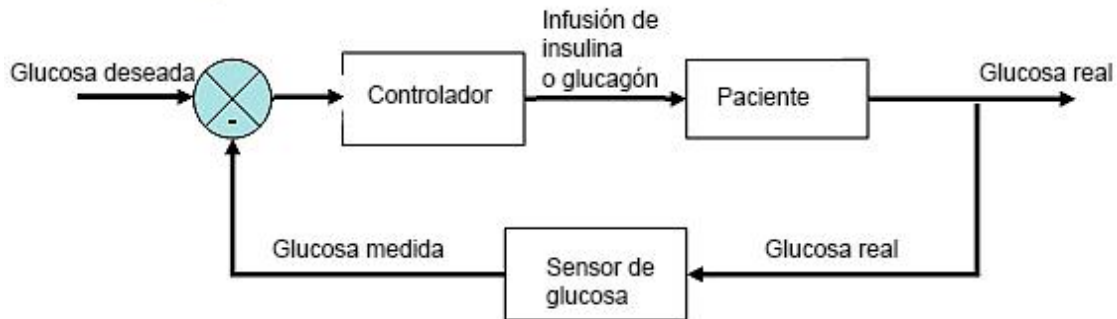 Glucosa deseada
-
Controlador
Infusión de
insulina
o glucagón
Paciente
Glucosa real
Glucosa medida
Sensor de
glucosa
Glucosa real